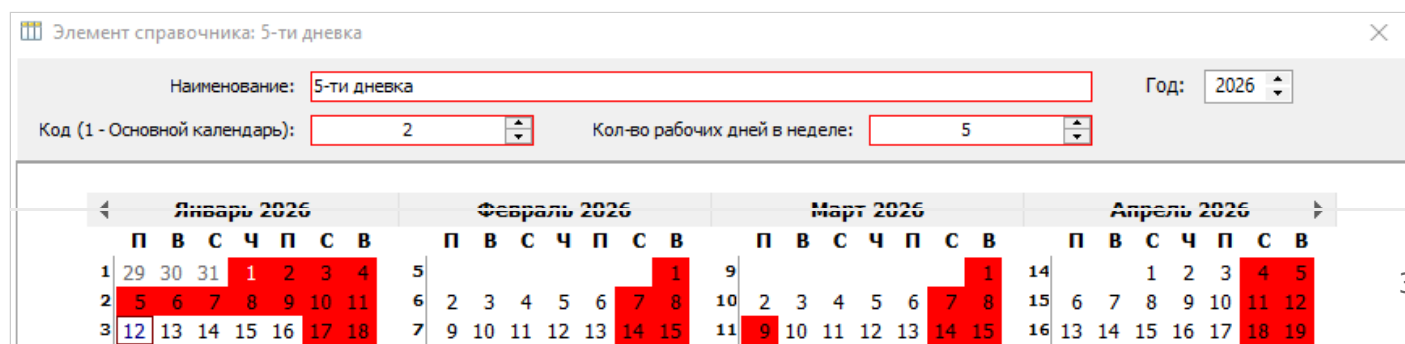 Элемент справочника: 5-ти дневка
Наименование: 5-ти дневка Год: 2026
Код (1 - Основной календарь): 2 Кол-во рабочих дней в неделе: 5
Январь 2026 Февраль 2026 Март 2026 Апрель 2026
П В С Ч П С В П В С Ч П С В П В С Ч П С В П В С Ч П С В
1 29 30 31 1 2 3 4 5 1 9 1 14 1 2 3 4 5
2 5 6 7 8 9 10 11 6 2 3 4 5 6 7 8 10 2 3 4 5 6 7 8 15 6 7 8 9 10 11 12
3 12 13 14 15 16 17 18 7 9 10 11 12 13 14 15 11 9 10 11 12 13 14 15 16 13 14 15 16 17 18 19